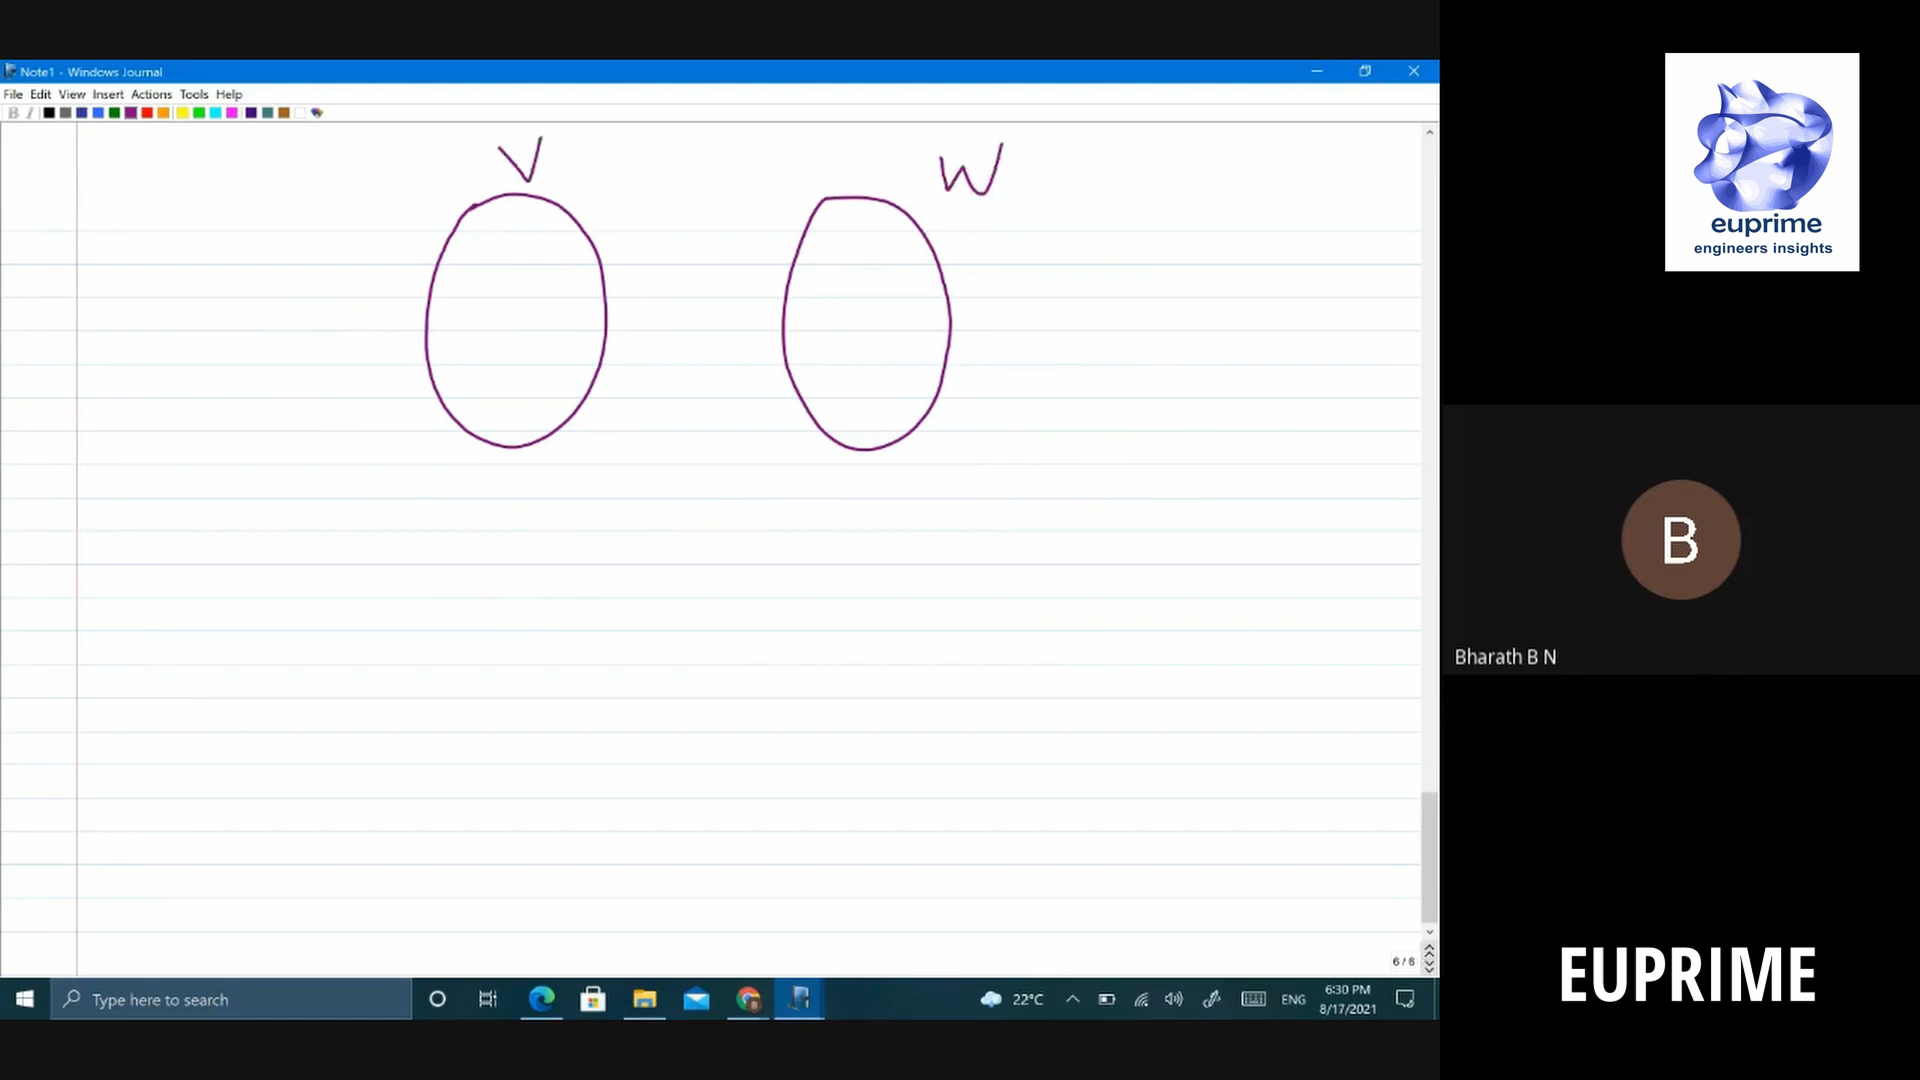 Note1 - Windows Journal
File Edit View Insert Actions Tools Help
B I
V
W
euprime
engineers insights
B
Bharath B N
EUPRIME
6 / 6
Type here to search
22°C
ENG
6:30 PM
8/17/2021